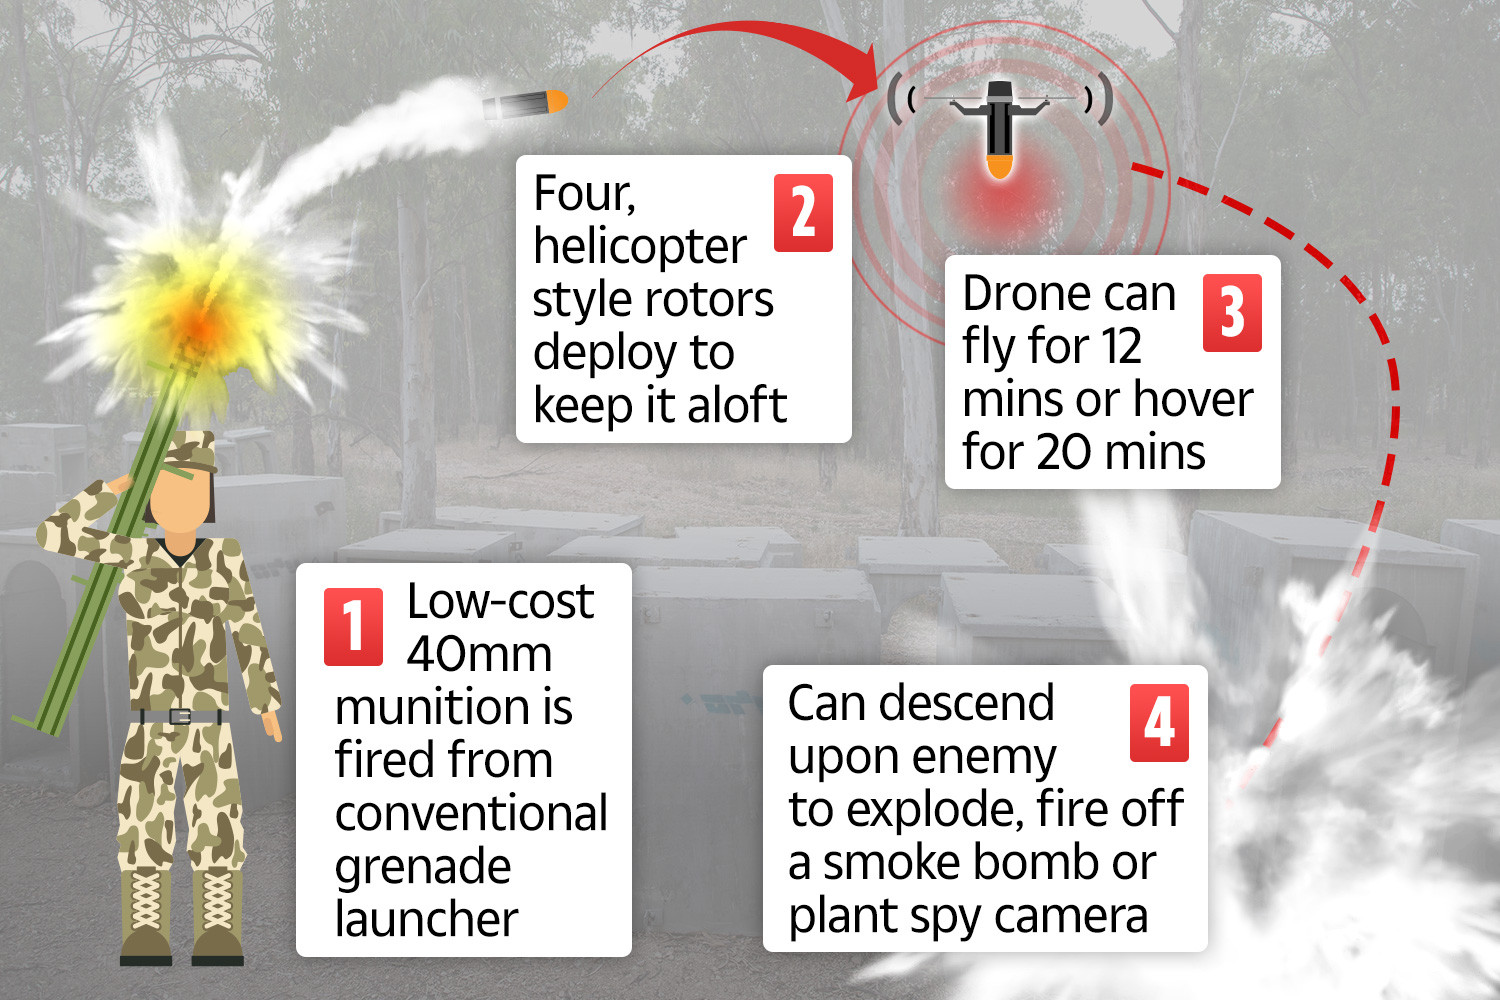 1 Low-cost
40mm
munition is
fired from
conventional
grenade
launcher
Four, 2
helicopter
style rotors
deploy to
keep it aloft
Drone can 3
fly for 12
mins or hover
for 20 mins
Can descend 4
upon enemy
to explode, fire off
a smoke bomb or
plant spy camera